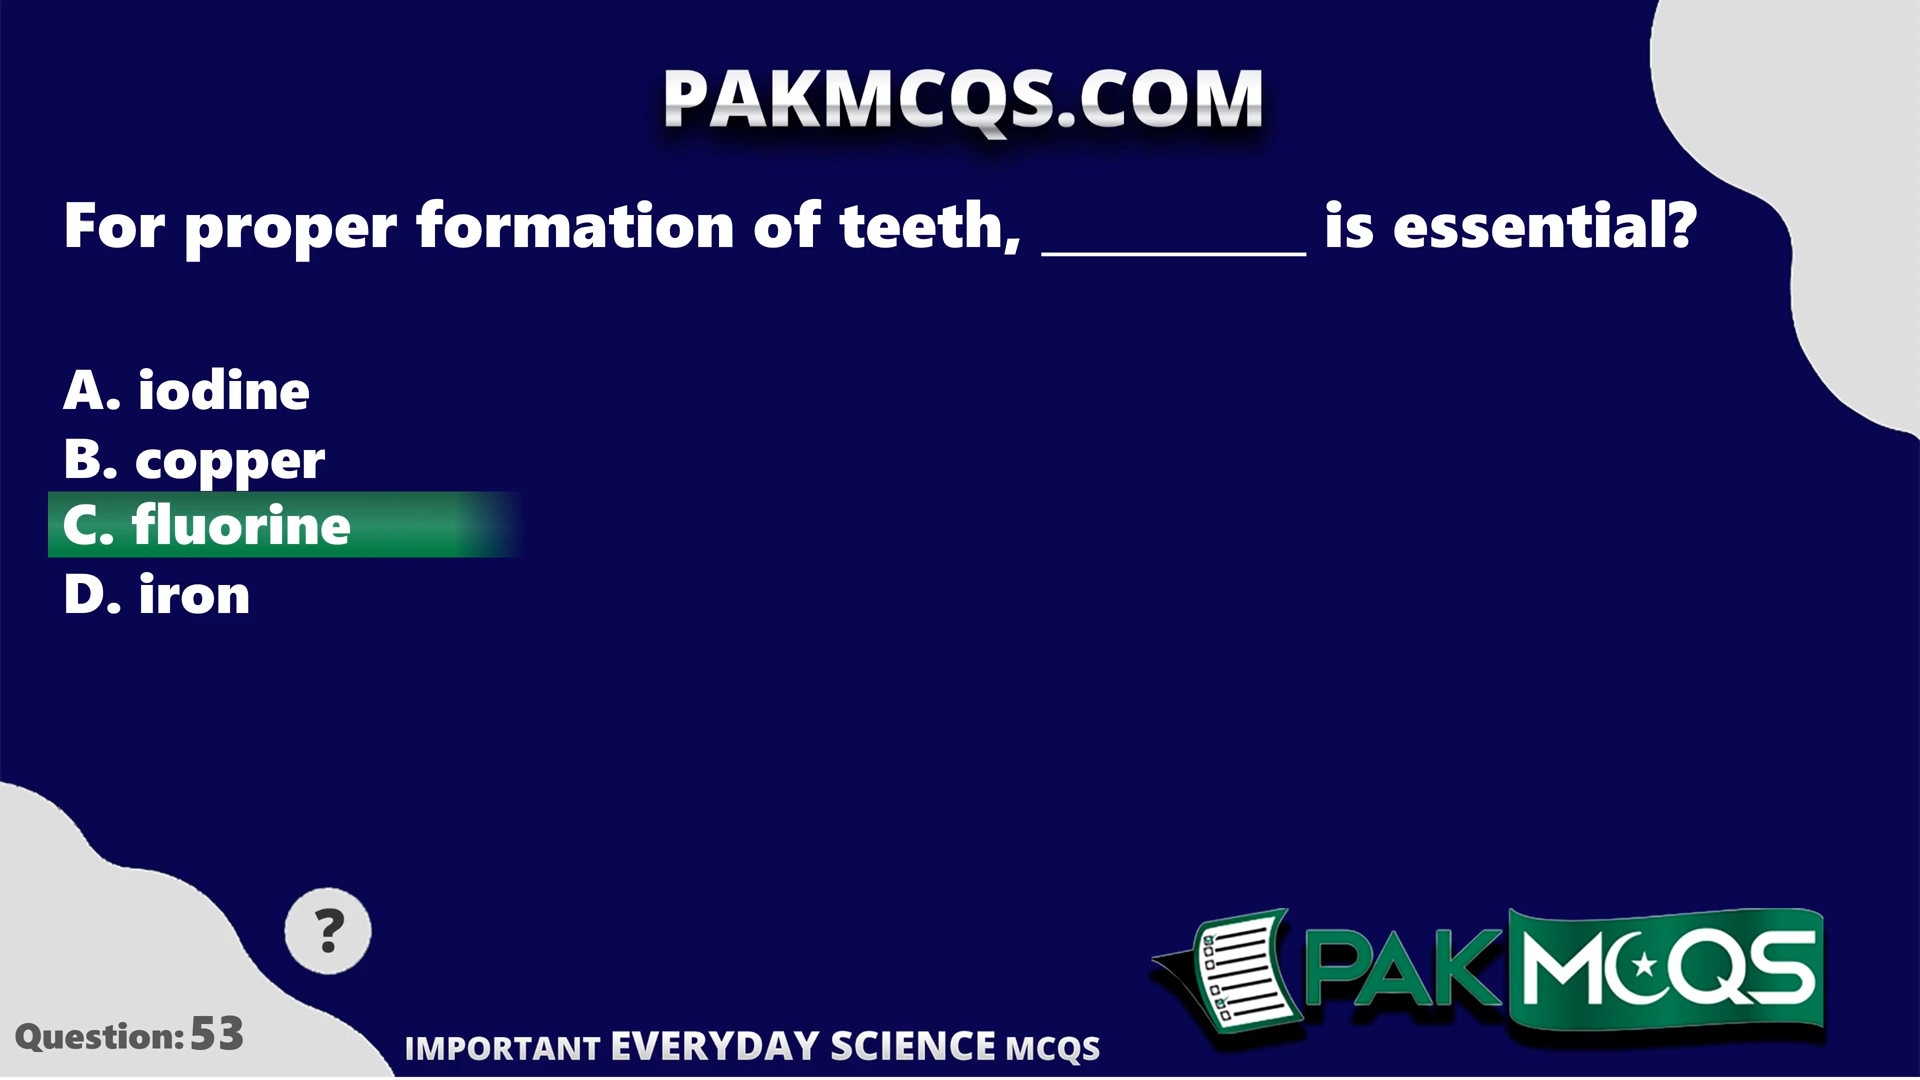 PAKMCQS.COM
For proper formation of teeth, __________ is essential?
A. iodine
B. copper
C. fluorine
D. iron
?
PAKMCQS
Question: 53
IMPORTANT EVERYDAY SCIENCE MCQS